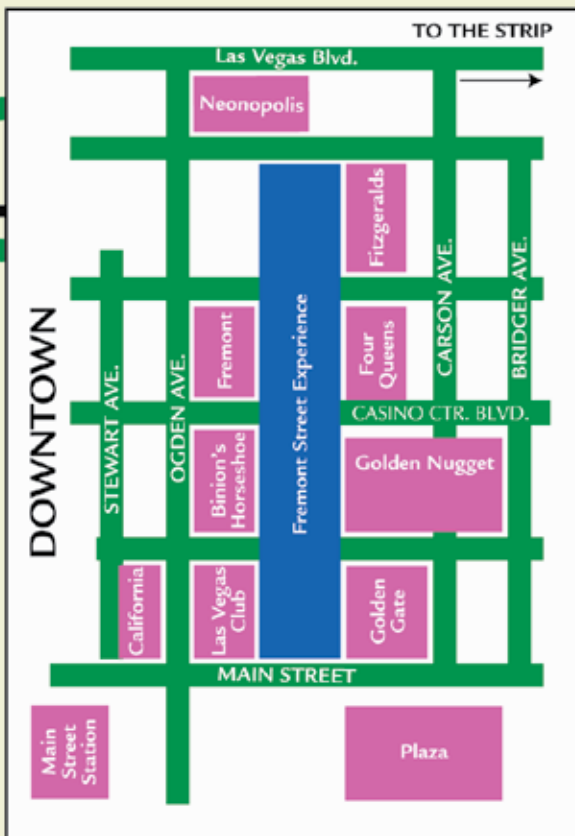 TO THE STRIP
Las Vegas Blvd.
Neonopolis
Fitzgeralds
CARSON AVE.
BRIDGER AVE.
DOWNTOWN
STEWART AVE.
OGDEN AVE.
Fremont
Fremont Street Experience
Four
Queens
CASINO CTR. BLVD.
Binion's
Horseshoe
Golden Nugget
California
Las Vegas
Club
Golden
Gate
MAIN STREET
Main
Street
Station
Plaza